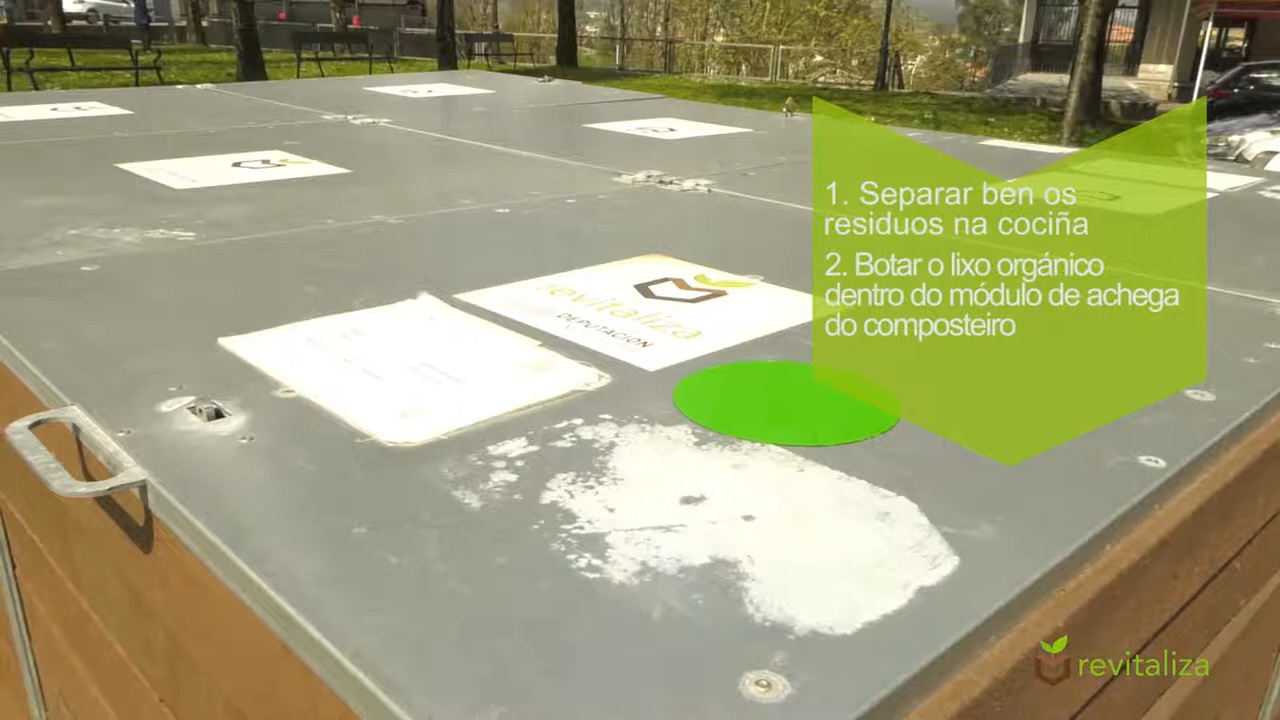 1. Separar ben os
residuos na cociña
2. Botar o lixo orgánico
dentro do módulo de achega
do composteiro
revitaliza
DEPUTACIÓN
revitaliza